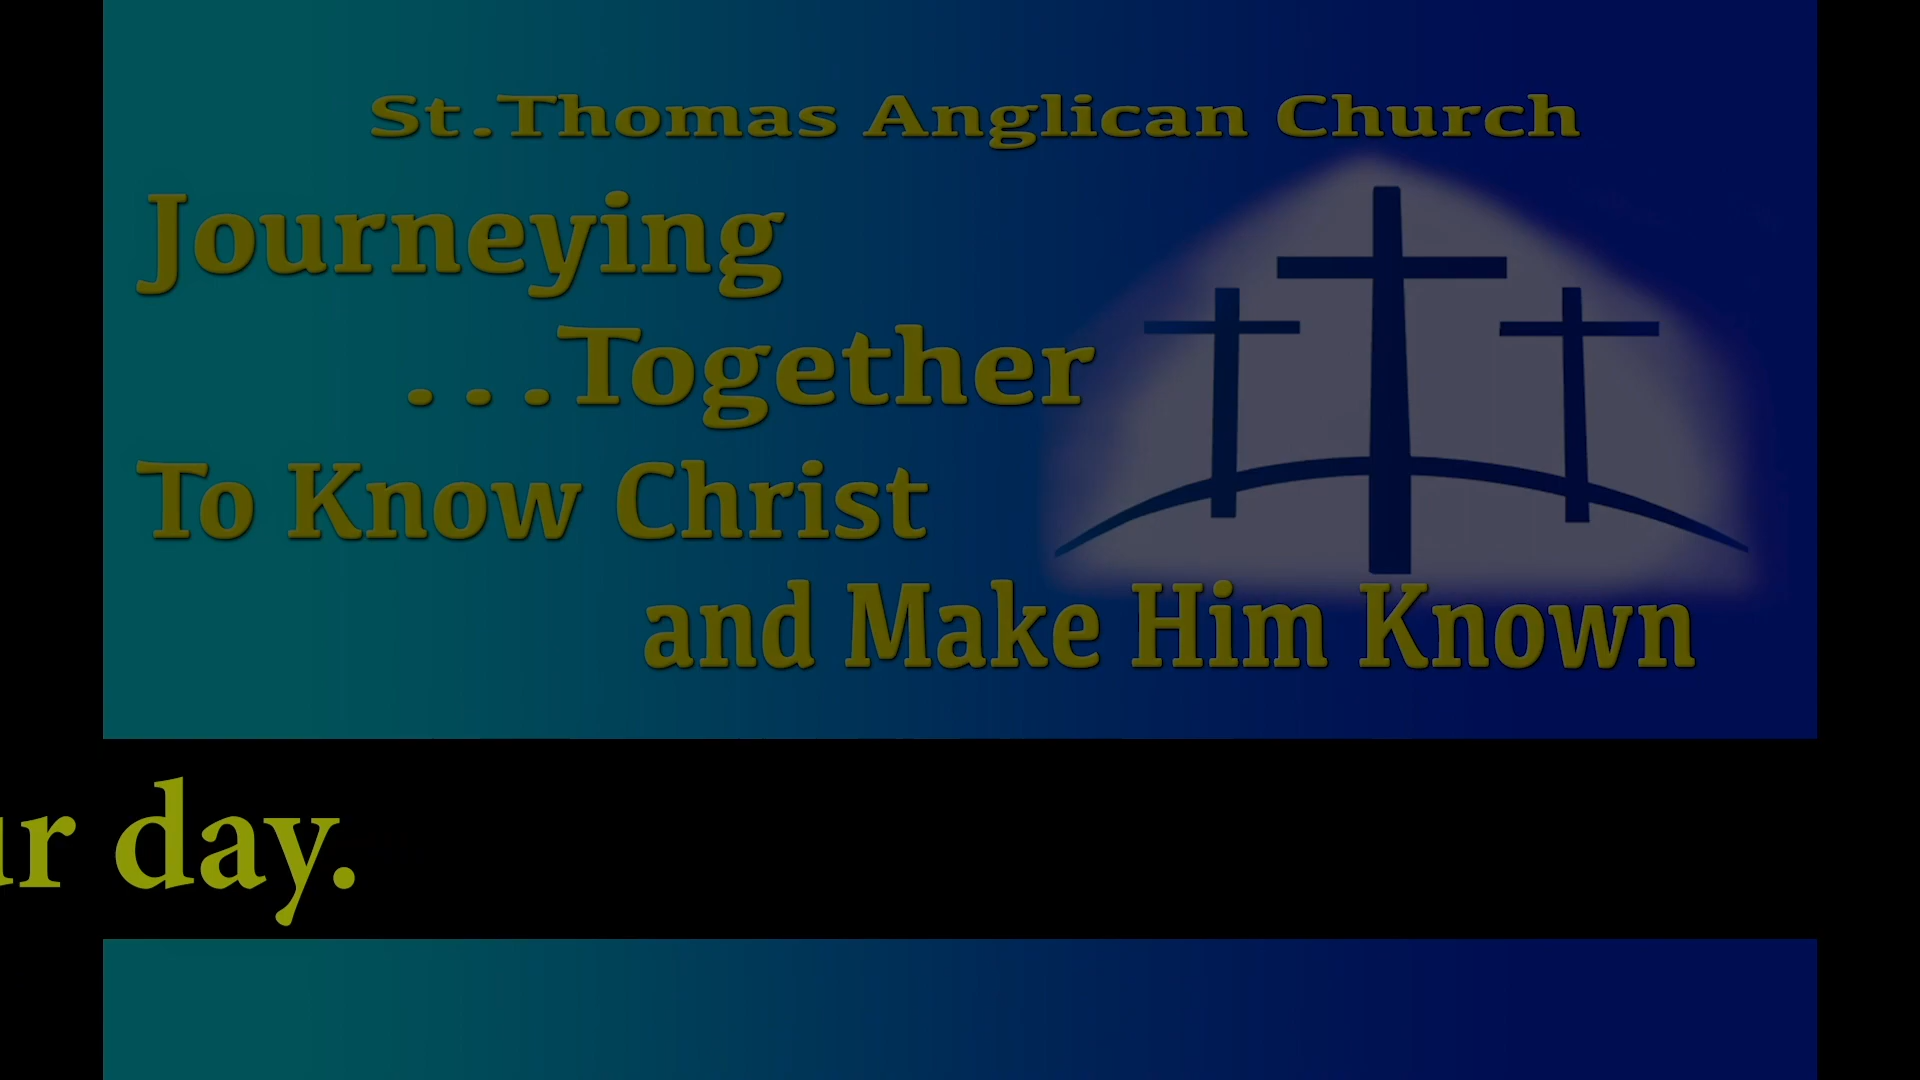 St.Thomas Anglican Church
Journeying
...Together
To Know Christ
and Make Him Known
day.